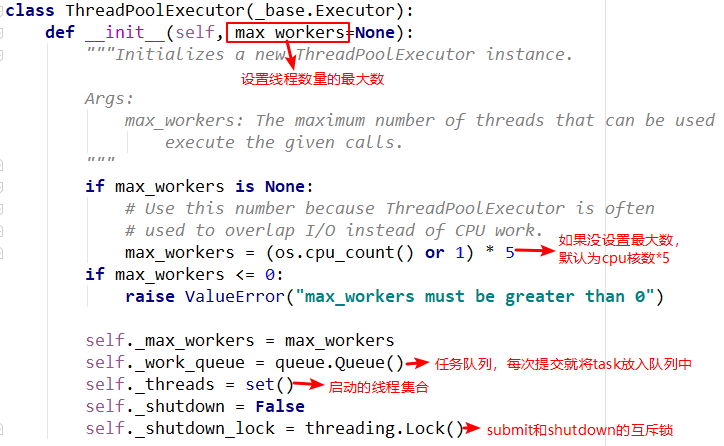 class ThreadPoolExecutor(_base.Executor):
def __init__(self, max_workers=None):
"""Initializes a new ThreadPoolExecutor instance.
设置线程数量的最大数
Args:
max_workers: The maximum number of threads that can be used
execute the given calls.
"""
if max_workers is None:
# Use this number because ThreadPoolExecutor is often
# used to overlap I/O instead of CPU work.
max_workers = (os.cpu_count() or 1) * 5
如果没设置最大数，
默认为cpu核数*5
if max_workers <= 0:
raise ValueError("max_workers must be greater than 0")
self._max_workers = max_workers
self._work_queue = queue.Queue() 任务队列，每次提交就将task放入队列中
self._threads = set() 启动的线程集合
self._shutdown = False
self._shutdown_lock = threading.Lock() submit和shutdown的互斥锁